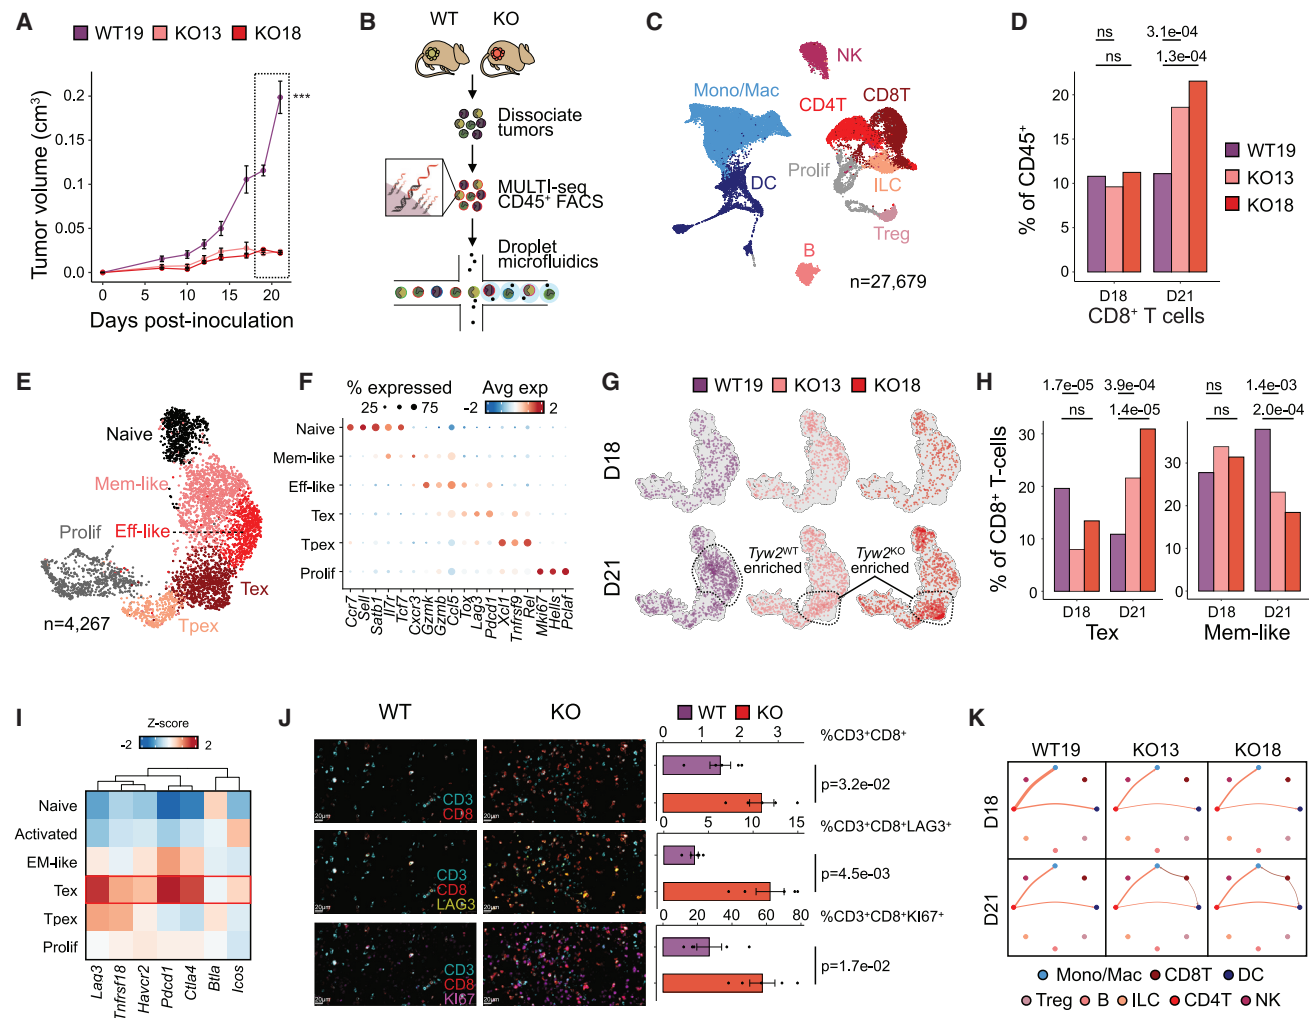 A
WT19 KO13 KO18
Tumor volume (cm³)
0.2
0.15
0.1
0.05
0.0
***
0 5 10 15 20
Days post-inoculation
B
WT KO
Dissociate
tumors
MULTI-seq
CD45⁺ FACS
Droplet
microfluidics
C
NK
Mono/Mac
CD4T
CD8T
Prolif
ILC
DC
Treg
B
n=27,679
D
ns 3.1e-04
ns 1.3e-04
% of CD45⁺
20
15
10
5
0
D18 D21
CD8⁺ T cells
WT19
KO13
KO18
E
Naive
Mem-like
Prolif
Eff-like
Tex
Tpex
n=4,267
F
% expressed
25 75
Avg exp
-2 2
Naive
Mem-like
Eff-like
Tex
Tpex
Prolif
Ccr7 Sell Satb1 Il7r Tcf7 Cxcr3 Gzmk Gzmb Ccl5 Tox Lag3 Pdcd1 Xcl1 Tnfrsf9 Rel Mki67 Hells Pclaf
G
WT19 KO13 KO18
D18
D21
Tyw2ᵂᵀ
enriched
Tyw2ᴷᴼ
enriched
H
1.7e-05 3.9e-04
ns 1.4e-05
ns 1.4e-03
ns 2.0e-04
% of CD8⁺ T-cells
30
20
10
0
D18 D21
Tex
30
20
10
0
D18 D21
Mem-like
I
Z-score
-2 2
Naive
Activated
EM-like
Tex
Tpex
Prolif
Lag3 Tnfrsf18 Havcr2 Pdcd1 Ctla4 Btla Icos
J
WT KO
WT KO
CD3
CD8
20µm 20µm
CD3
CD8
LAG3
20µm 20µm
CD3
CD8
KI67
20µm 20µm
0 1 2 3
%CD3⁺CD8⁺
p=3.2e-02
0 5 10 15
%CD3⁺CD8⁺LAG3⁺
p=4.5e-03
0 20 40 60 80
%CD3⁺CD8⁺KI67⁺
p=1.7e-02
K
WT19 KO13 KO18
D18
D21
Mono/Mac CD8T DC
Treg B ILC CD4T NK